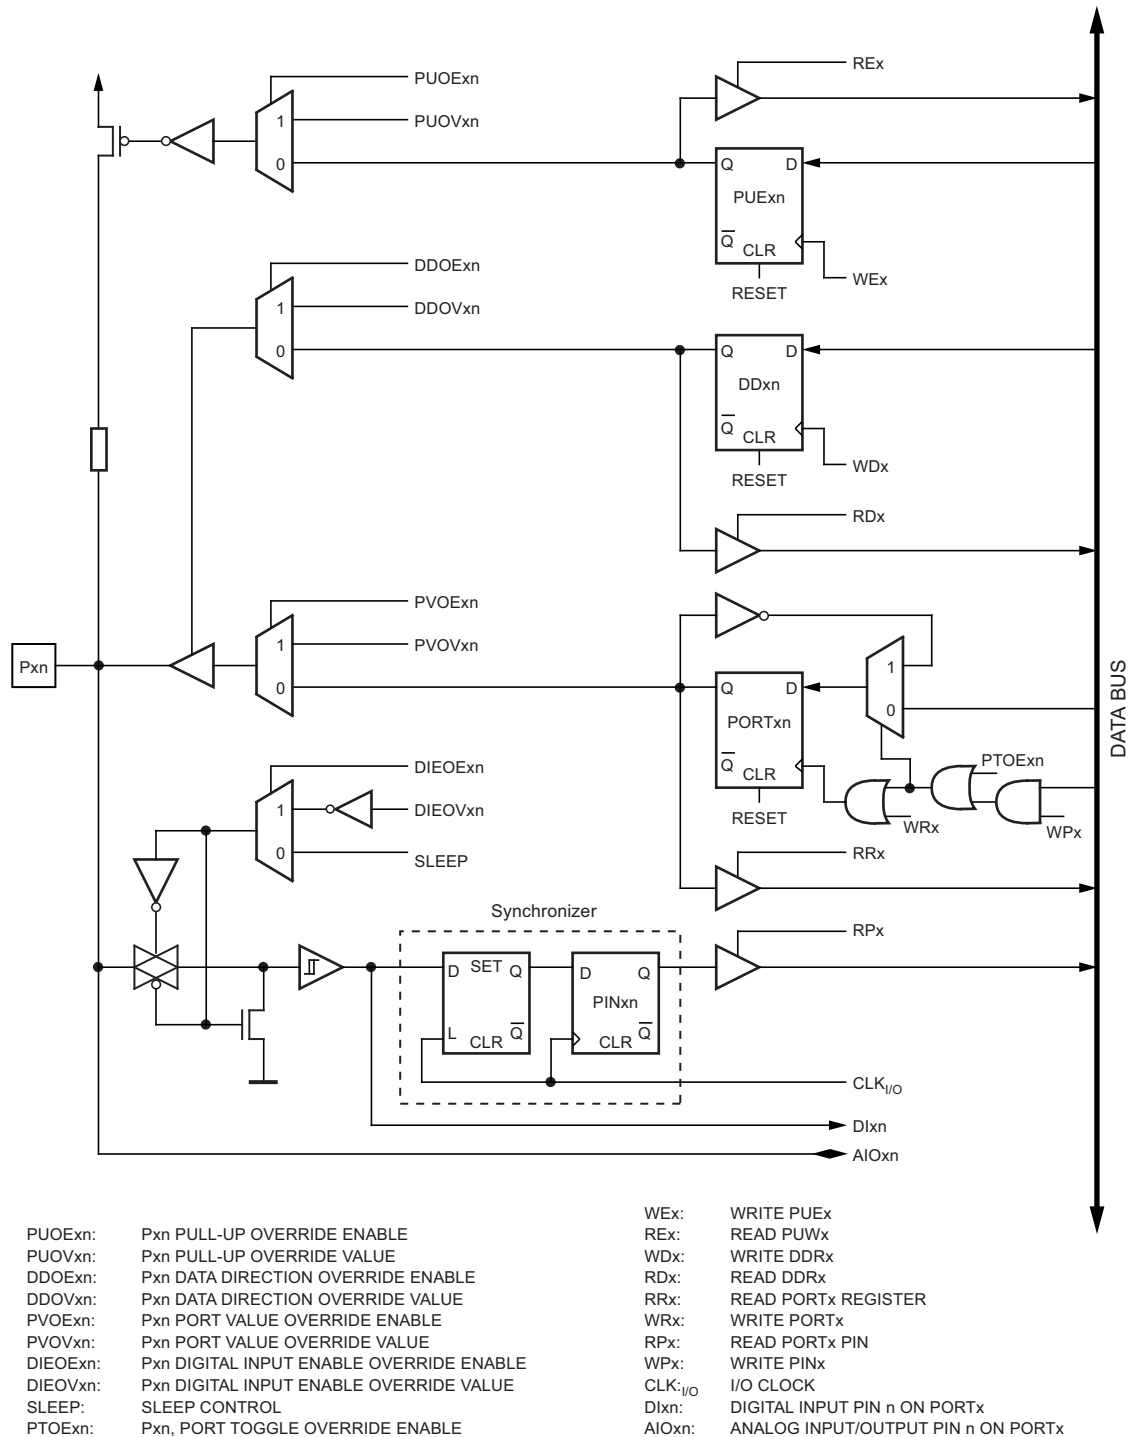 REx
PUOExn
1
PUOVxn
0
Q D
PUExn
Q CLR
WEx
RESET
DDOExn
1
DDOVxn
0
Q D
DDxn
Q CLR
WDx
RESET
RDx
PVOExn
1
PVOVxn
Pxn
0
1
Q D
0
PORTxn
DATA BUS
PTOExn
Q CLR
RESET
WRx
WPx
DIEOExn
1
DIEOVxn
0
SLEEP
RRx
Synchronizer
RPx
D SET Q
D Q
PINxn
L CLR Q
CLR Q
CLKI/O
DIxn
AIOxn
PUOExn: Pxn PULL-UP OVERRIDE ENABLE
PUOVxn: Pxn PULL-UP OVERRIDE VALUE
DDOExn: Pxn DATA DIRECTION OVERRIDE ENABLE
DDOVxn: Pxn DATA DIRECTION OVERRIDE VALUE
PVOExn: Pxn PORT VALUE OVERRIDE ENABLE
PVOVxn: Pxn PORT VALUE OVERRIDE VALUE
DIEOExn: Pxn DIGITAL INPUT ENABLE OVERRIDE ENABLE
DIEOVxn: Pxn DIGITAL INPUT ENABLE OVERRIDE VALUE
SLEEP: SLEEP CONTROL
PTOExn: Pxn, PORT TOGGLE OVERRIDE ENABLE
WEx: WRITE PUEx
REx: READ PUWx
WDx: WRITE DDRx
RDx: READ DDRx
RRx: READ PORTx REGISTER
WRx: WRITE PORTx
RPx: READ PORTx PIN
WPx: WRITE PINx
CLK:I/O I/O CLOCK
DIxn: DIGITAL INPUT PIN n ON PORTx
AIOxn: ANALOG INPUT/OUTPUT PIN n ON PORTx